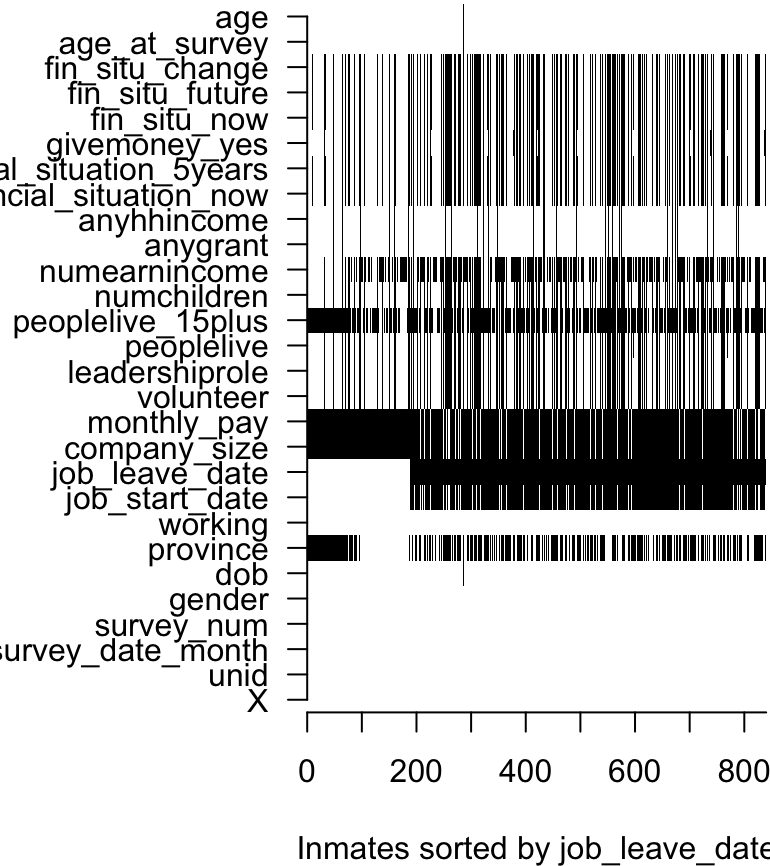 age
age_at_survey
fin_situ_change
fin_situ_future
fin_situ_now
givemoney_yes
al_situation_5years
ncial_situation_now
anyhhincome
anygrant
numearnincome
numchildren
peoplelive_15plus
peoplelive
leadershiprole
volunteer
monthly_pay
company_size
job_leave_date
job_start_date
working
province
dob
gender
survey_num
survey_date_month
unid
X
0 200 400 600 800
Inmates sorted by job_leave_date